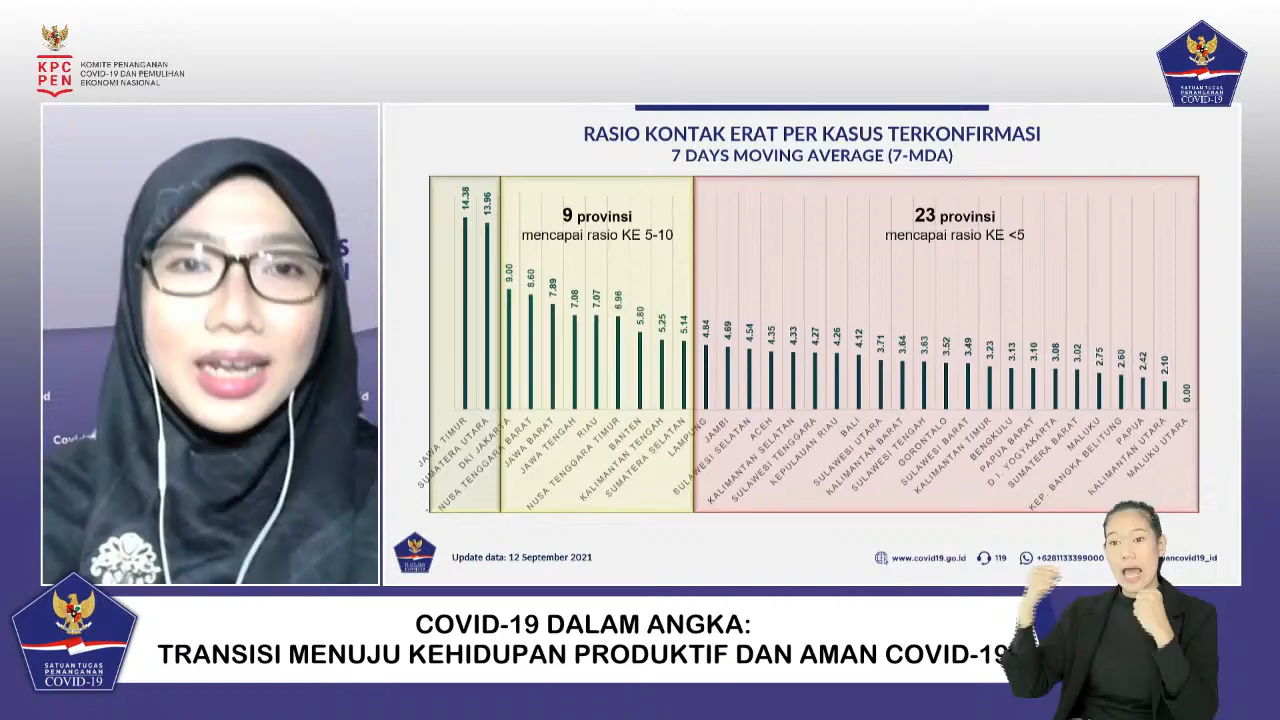 KPC
PEN
KOMITE PENANGANAN
COVID-19 DAN PEMULIHAN
EKONOMI NASIONAL
SATUAN TUGAS
PENANGANAN
COVID-19
RASIO KONTAK ERAT PER KASUS TERKONFIRMASI
7 DAYS MOVING AVERAGE (7-MDA)
9 provinsi
mencapai rasio KE 5-10
23 provinsi
mencapai rasio KE <5
14.38
13.96
9.00
8.60
7.89
7.08
7.07
6.96
5.80
5.25
5.14
4.84
4.69
4.54
4.35
4.33
4.27
4.26
4.12
3.71
3.64
3.63
3.52
3.49
3.23
3.13
3.10
3.08
3.02
2.75
2.60
2.42
2.10
0.00
JAWA TIMUR
SUMATERA UTARA
DKI JAKARTA
NUSA TENGGARA BARAT
JAWA BARAT
JAWA TENGAH
RIAU
NUSA TENGGARA TIMUR
BANTEN
KALIMANTAN TENGAH
SUMATERA SELATAN
LAMPUNG
JAMBI
SULAWESI SELATAN
ACEH
KALIMANTAN SELATAN
SULAWESI TENGGARA
KEPULAUAN RIAU
BALI
SULAWESI UTARA
KALIMANTAN BARAT
SULAWESI TENGAH
GORONTALO
SULAWESI BARAT
KALIMANTAN TIMUR
BENGKULU
PAPUA BARAT
D I. YOGYAKARTA
SUMATERA BARAT
MALUKU
KEP. BANGKA BELITUNG
PAPUA
KALIMANTAN UTARA
MALUKU UTARA
Update data: 12 September 2021
www.covid19.go.id
119
+6281133399000
wancovid19_id
COVID-19 DALAM ANGKA:
TRANSISI MENUJU KEHIDUPAN PRODUKTIF DAN AMAN COVID-19
SATUAN TUGAS
PENANGANAN
COVID-19